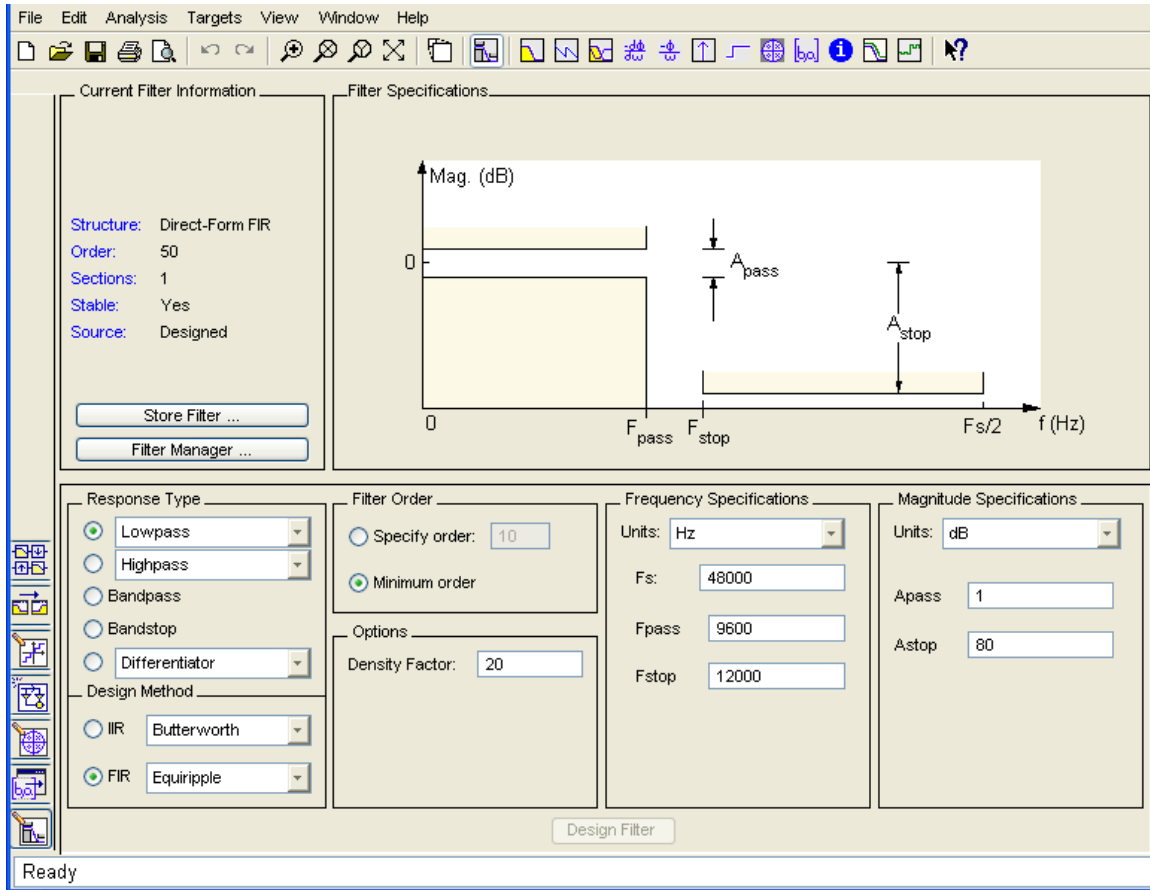 File Edit Analysis Targets View Window Help
Current Filter Information
Structure: Direct-Form FIR
Order: 50
Sections: 1
Stable: Yes
Source: Designed
Store Filter ...
Filter Manager ...
Filter Specifications
Mag. (dB)
0
Apass
Astop
0
Fpass
Fstop
Fs/2
f (Hz)
Response Type
Lowpass
Highpass
Bandpass
Bandstop
Differentiator
Design Method
IIR Butterworth
FIR Equiripple
Filter Order
Specify order: 10
Minimum order
Options
Density Factor: 20
Frequency Specifications
Units: Hz
Fs: 48000
Fpass 9600
Fstop 12000
Magnitude Specifications
Units: dB
Apass 1
Astop 80
Design Filter
Ready